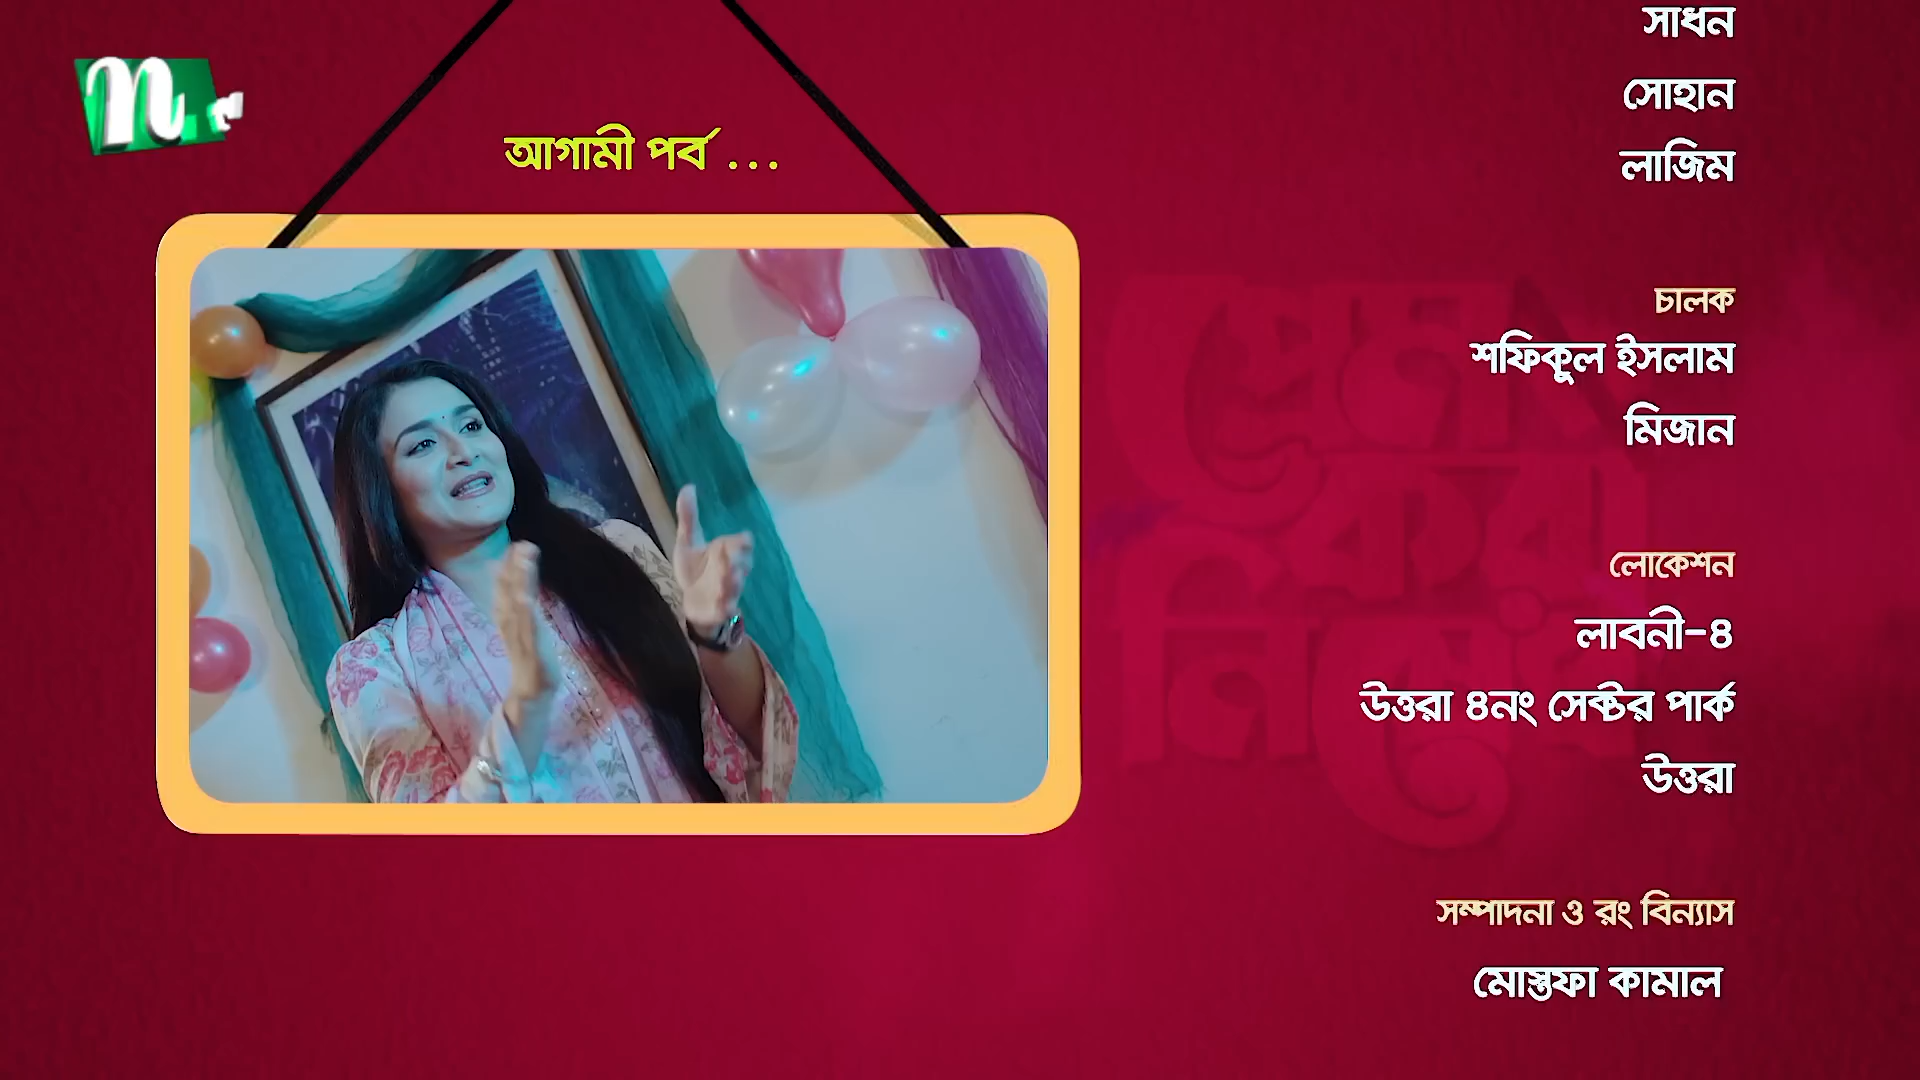 সাধন
সোহান
লাজিম
আগামী পর্ব ...
চালক
শফিকুল ইসলাম
মিজান
লোকেশন
লাবনী-৪
উত্তরা ৪নং সেক্টর পার্ক
উত্তরা
সম্পাদনা ও রং বিন্যাস
মোস্তফা কামাল